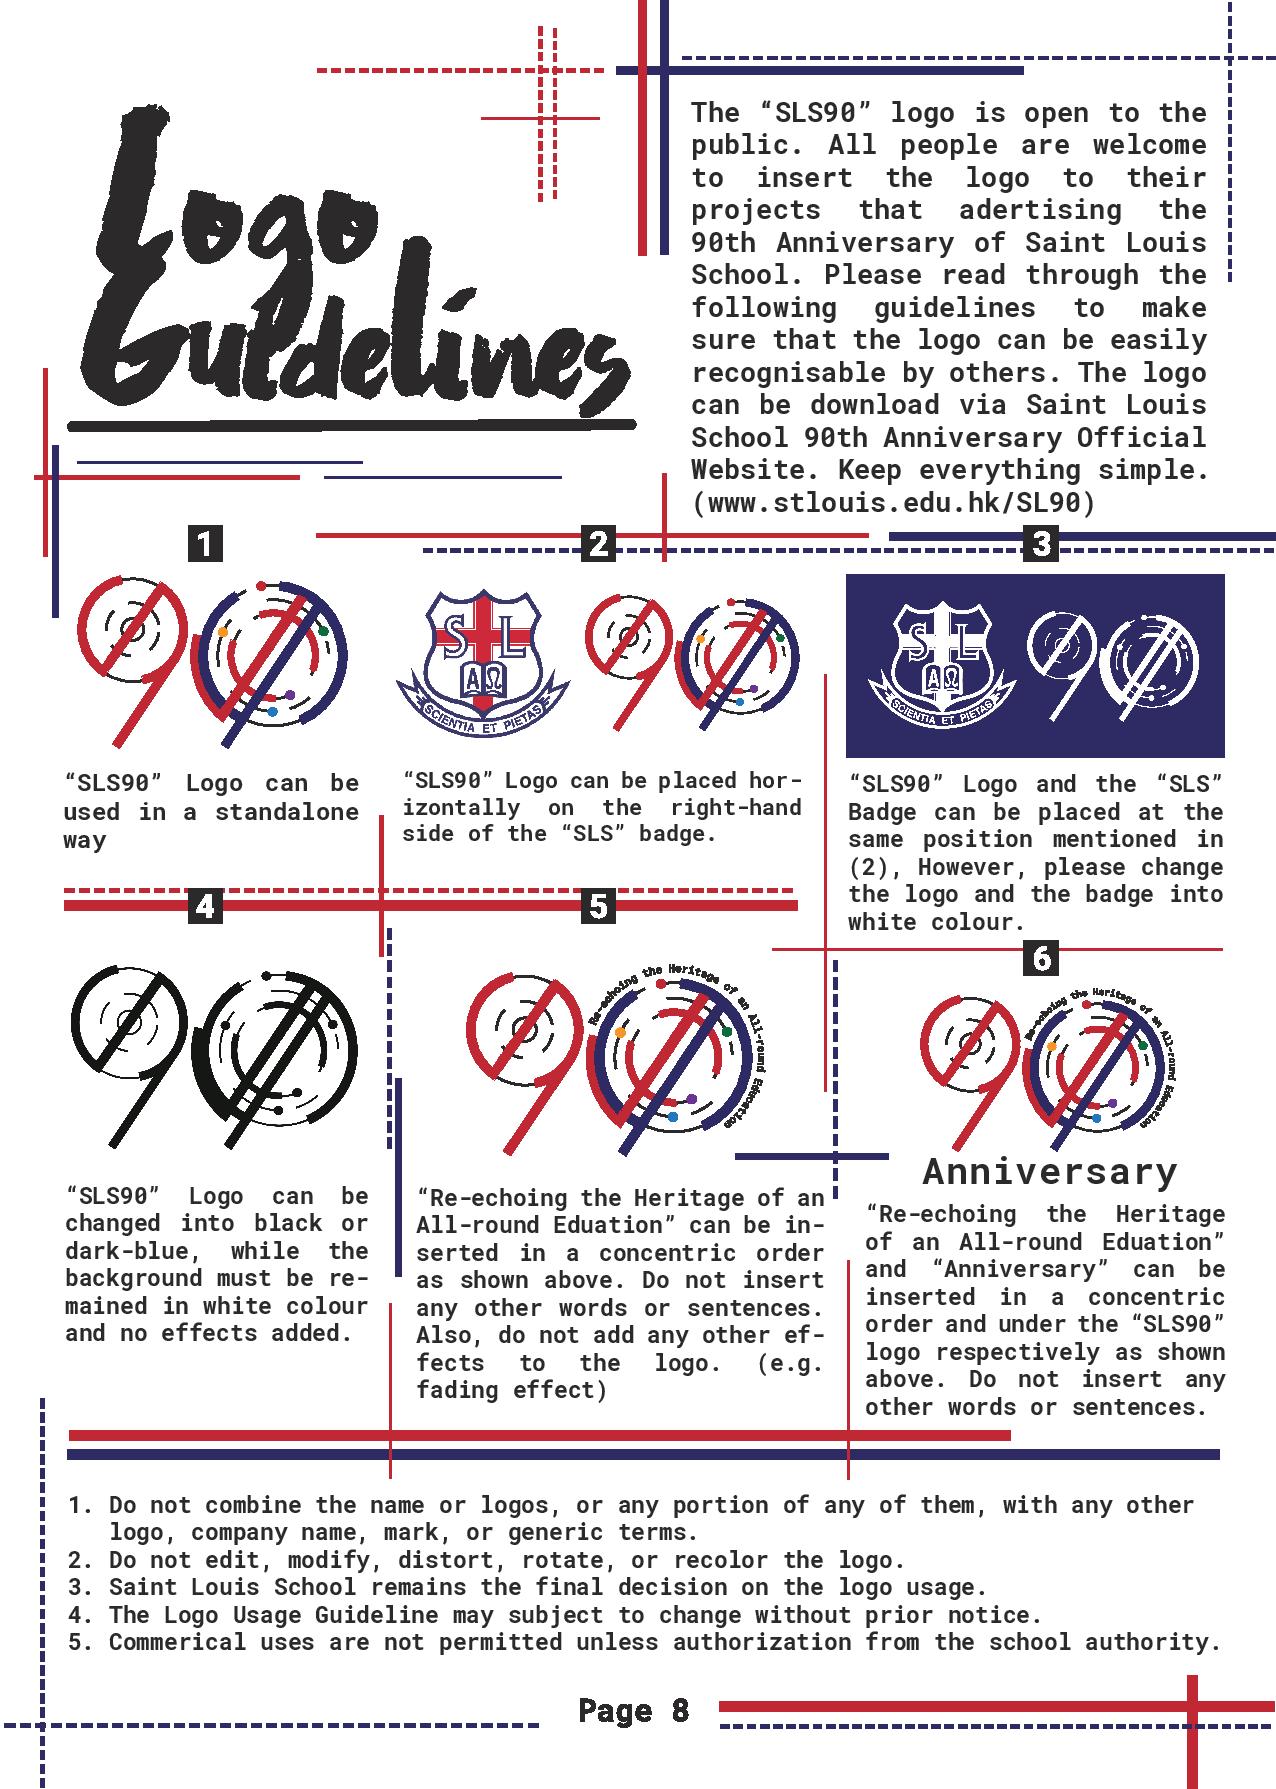 Logo
Guidelines
The “SLS90” logo is open to the
public. All people are welcome
to insert the logo to their
projects that adertising the
90th Anniversary of Saint Louis
School. Please read through the
following guidelines to make
sure that the logo can be easily
recognisable by others. The logo
can be download via Saint Louis
School 90th Anniversary Official
Website. Keep everything simple.
(www.stlouis.edu.hk/SL90)
1
90
“SLS90” Logo can be
used in a standalone
way
2
S L
Α Ω
SCIENTIA ET PIETAS
90
“SLS90” Logo can be placed hor-
izontally on the right-hand
side of the “SLS” badge.
3
S L
Α Ω
SCIENTIA ET PIETAS
90
“SLS90” Logo and the “SLS”
Badge can be placed at the
same position mentioned in
(2), However, please change
the logo and the badge into
white colour.
4
90
“SLS90” Logo can be
changed into black or
dark-blue, while the
background must be re-
mained in white colour
and no effects added.
5
90
Re-echoing the Heritage of an All-round Education
“Re-echoing the Heritage of an
All-round Eduation” can be in-
serted in a concentric order
as shown above. Do not insert
any other words or sentences.
Also, do not add any other ef-
fects to the logo. (e.g.
fading effect)
6
90
Re-echoing the Heritage of an All-round Education
Anniversary
“Re-echoing the Heritage
of an All-round Eduation”
and “Anniversary” can be
inserted in a concentric
order and under the “SLS90”
logo respectively as shown
above. Do not insert any
other words or sentences.
1. Do not combine the name or logos, or any portion of any of them, with any other
logo, company name, mark, or generic terms.
2. Do not edit, modify, distort, rotate, or recolor the logo.
3. Saint Louis School remains the final decision on the logo usage.
4. The Logo Usage Guideline may subject to change without prior notice.
5. Commerical uses are not permitted unless authorization from the school authority.
Page 8